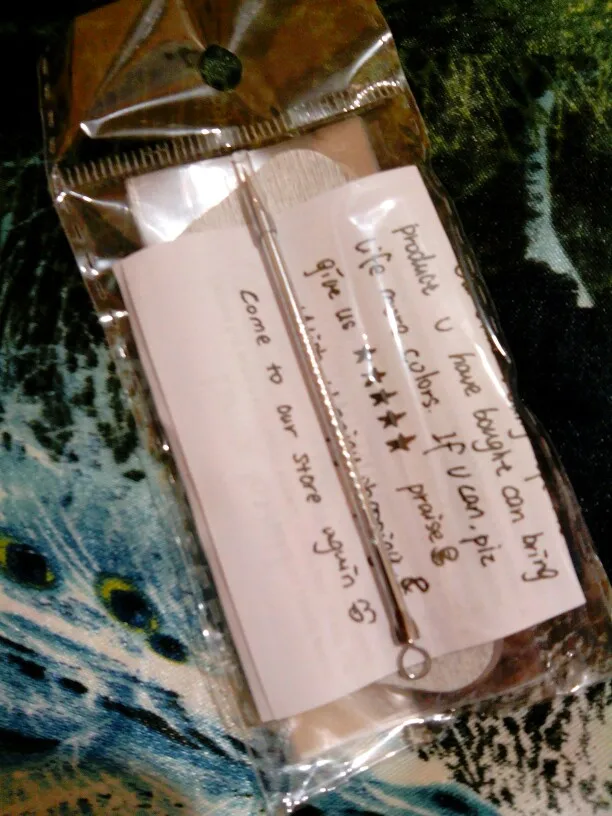 product u have bought can bring
life more colors. If u can, plz
give us ★★★★★ praise
shopping
Come to our store again